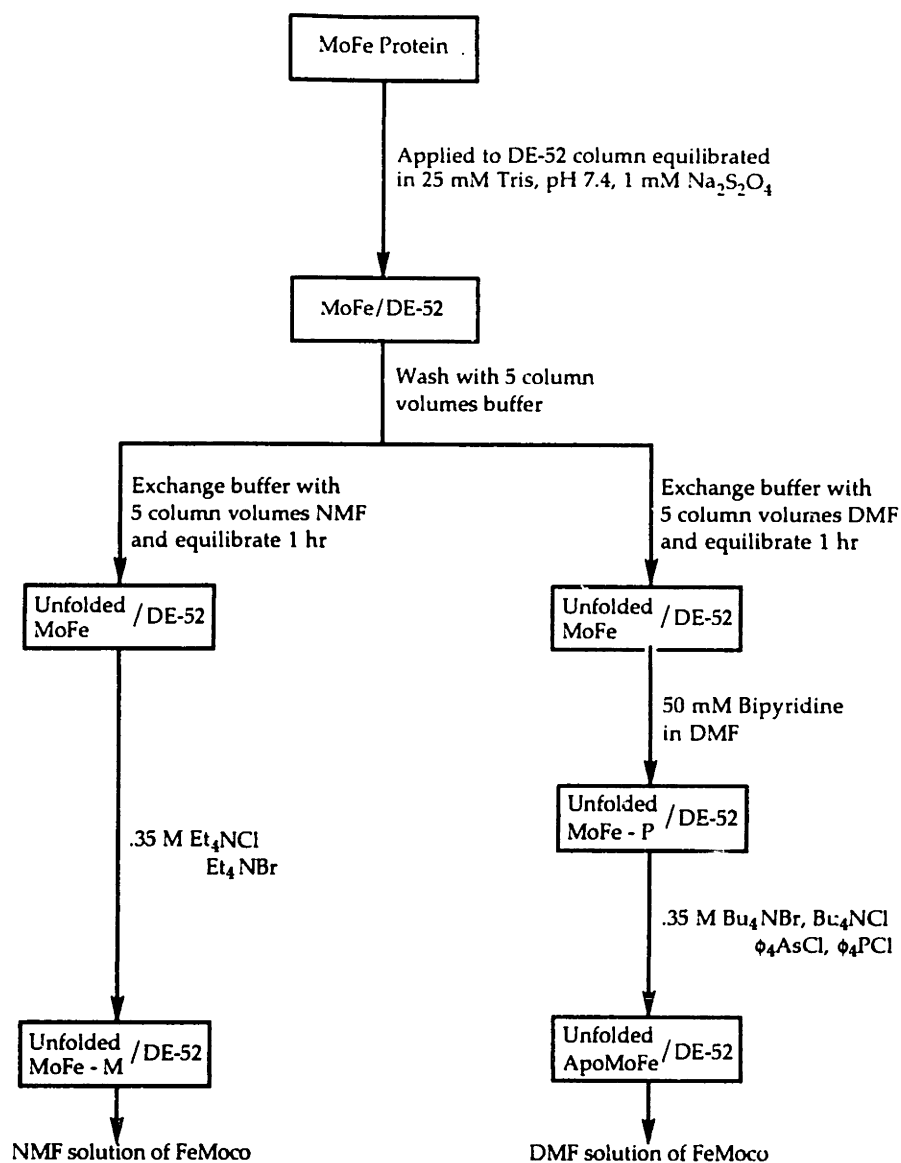 MoFe Protein
Applied to DE-52 column equilibrated
in 25 mM Tris, pH 7.4, 1 mM Na₂S₂O₄
MoFe/DE-52
Wash with 5 column
volumes buffer
Exchange buffer with
5 column volumes NMF
and equilibrate 1 hr
Exchange buffer with
5 column volumes DMF
and equilibrate 1 hr
Unfolded
MoFe / DE-52
Unfolded
MoFe / DE-52
50 mM Bipyridine
in DMF
Unfolded
MoFe - P / DE-52
.35 M Et₄NCl
Et₄NBr
.35 M Bu₄NBr, Bu₄NCl
ϕ₄AsCl, ϕ₄PCl
Unfolded
MoFe - M / DE-52
Unfolded
ApoMoFe / DE-52
NMF solution of FeMoco
DMF solution of FeMoco